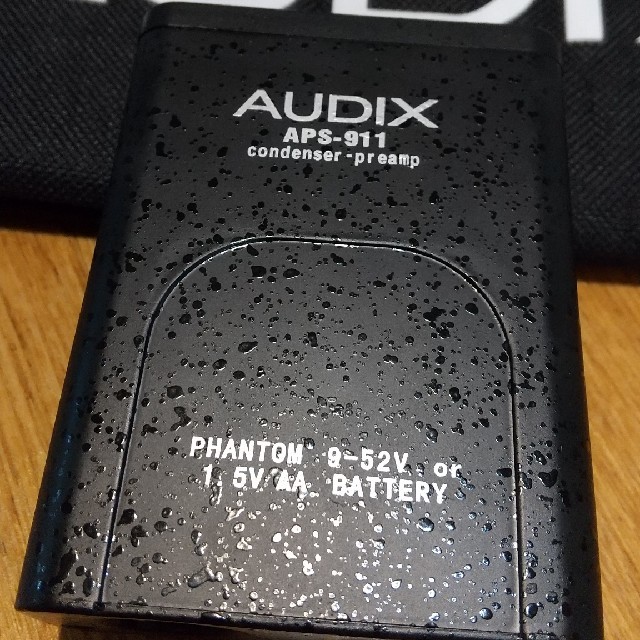 AUDIX
APS-911
condenser-preamp
PHANTOM 9-52V or
1.5V/AA BATTERY